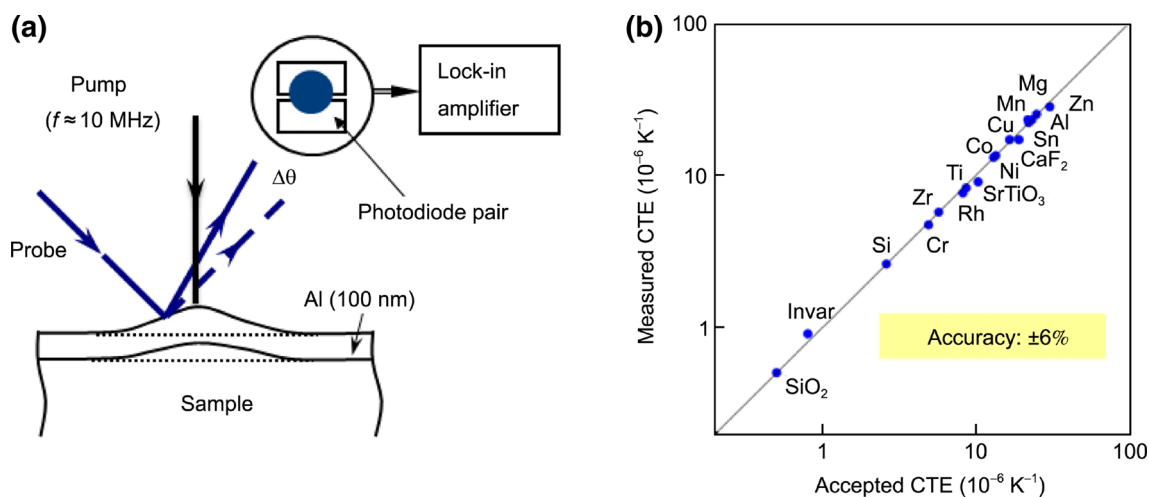 (a)
Pump
(f ≈ 10 MHz)
Lock-in
amplifier
Δθ
Photodiode pair
Probe
Al (100 nm)
Sample
(b)
Measured CTE (10⁻⁶ K⁻¹)
100
10
1
Mg
Mn
Zn
Cu
Al
Sn
Co
CaF₂
Ni
Ti
SrTiO₃
Zr
Rh
Si
Cr
Invar
Accuracy: ±6%
SiO₂
1
10
100
Accepted CTE (10⁻⁶ K⁻¹)